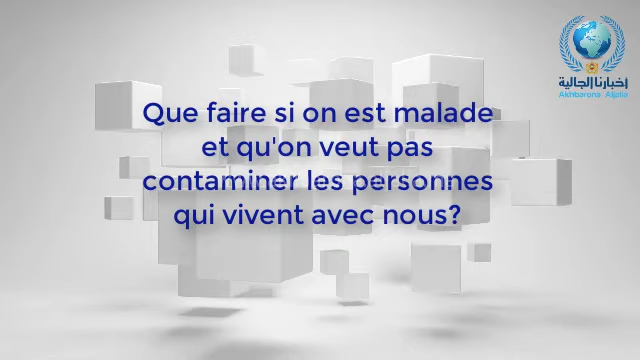 أخبارنا الجالية
Akhbarona Aljalia
Que faire si on est malade
et qu'on veut pas
contaminer les personnes
qui vivent avec nous?